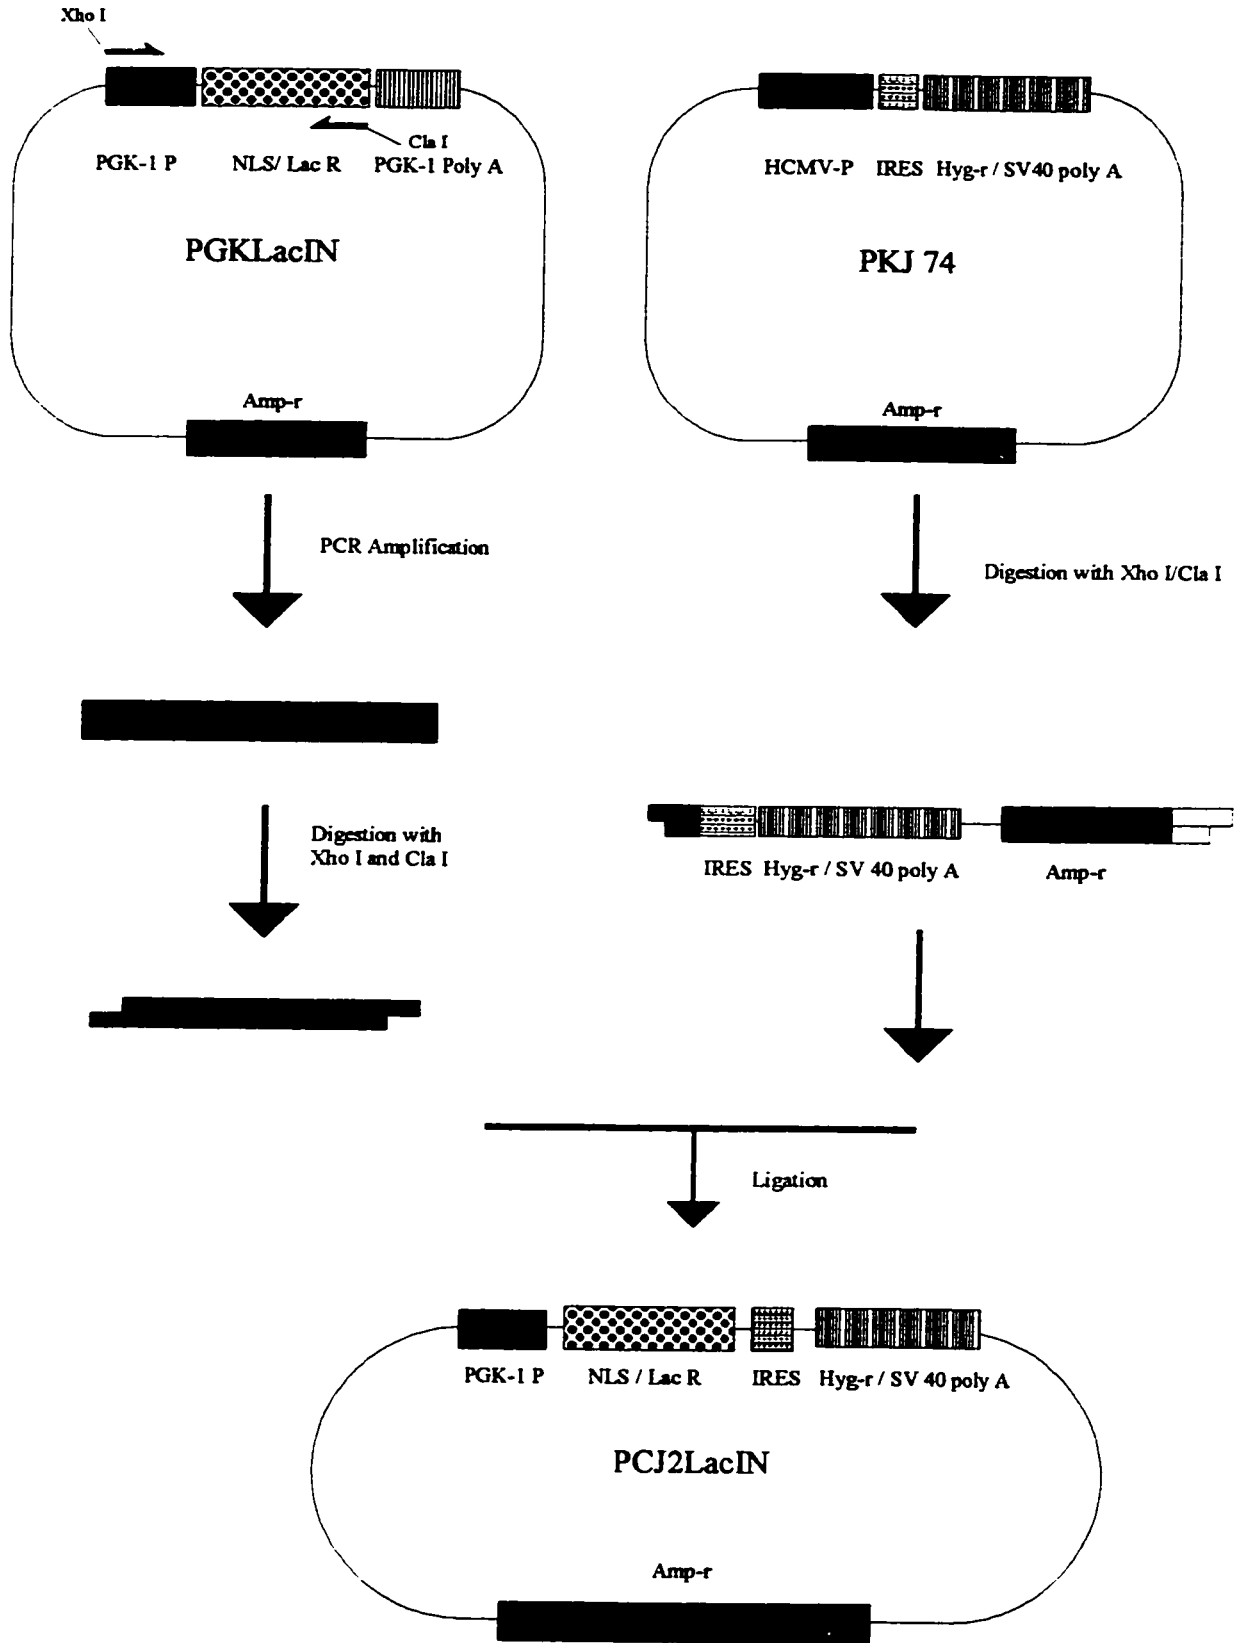 Xho I
Cla I
PGK-1 P NLS/ Lac R PGK-1 Poly A
PGKLacIN
Amp-r
HCMV-P IRES Hyg-r / SV40 poly A
PKJ 74
Amp-r
PCR Amplification
Digestion with Xho I/Cla I
Digestion with
Xho I and Cla I
IRES Hyg-r / SV 40 poly A Amp-r
Ligation
PGK-1 P NLS / Lac R IRES Hyg-r / SV 40 poly A
PCJ2LacIN
Amp-r